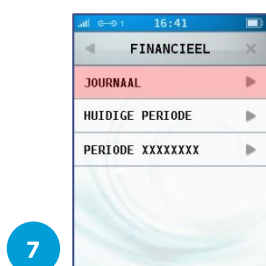 16:41
FINANCIEEL
JOURNAAL
HUIDIGE PERIODE
PERIODE XXXXXXXX
7